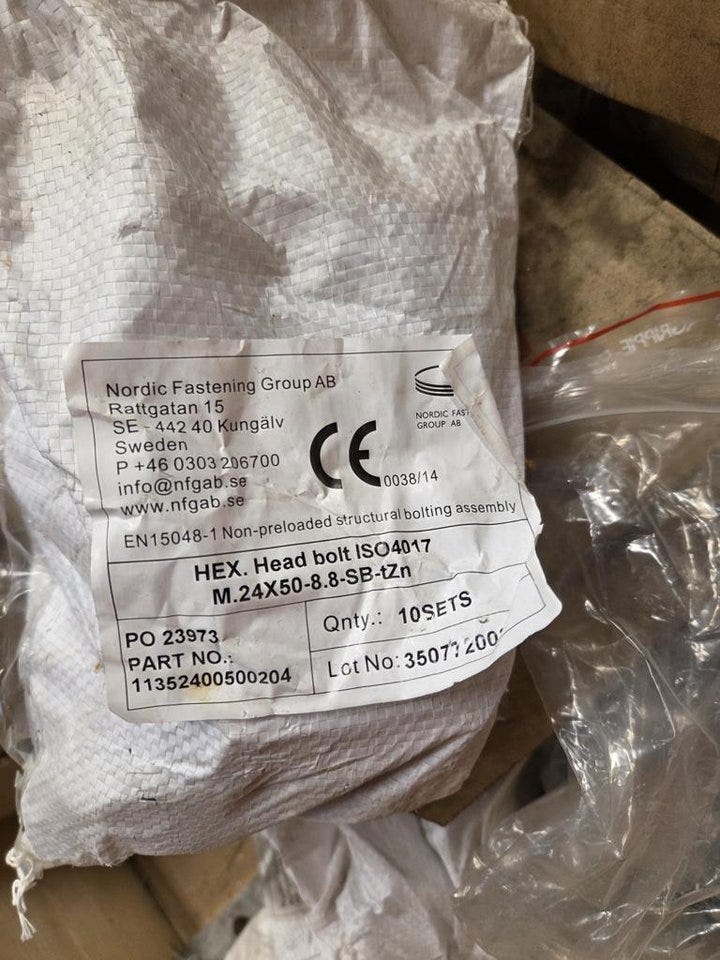 Nordic Fastening Group AB
Rattgatan 15
SE - 442 40 Kungälv
Sweden
P +46 0303 206700
info@nfgab.se
www.nfgab.se
NORDIC FAST
GROUP AB
CE
0038/14
EN15048-1 Non-preloaded structural bolting assembly
HEX. Head bolt ISO4017
M.24X50-8.8-SB-tZn
PO 23973
PART NO.:
11352400500204
Qnty.: 10SETS
Lot No: